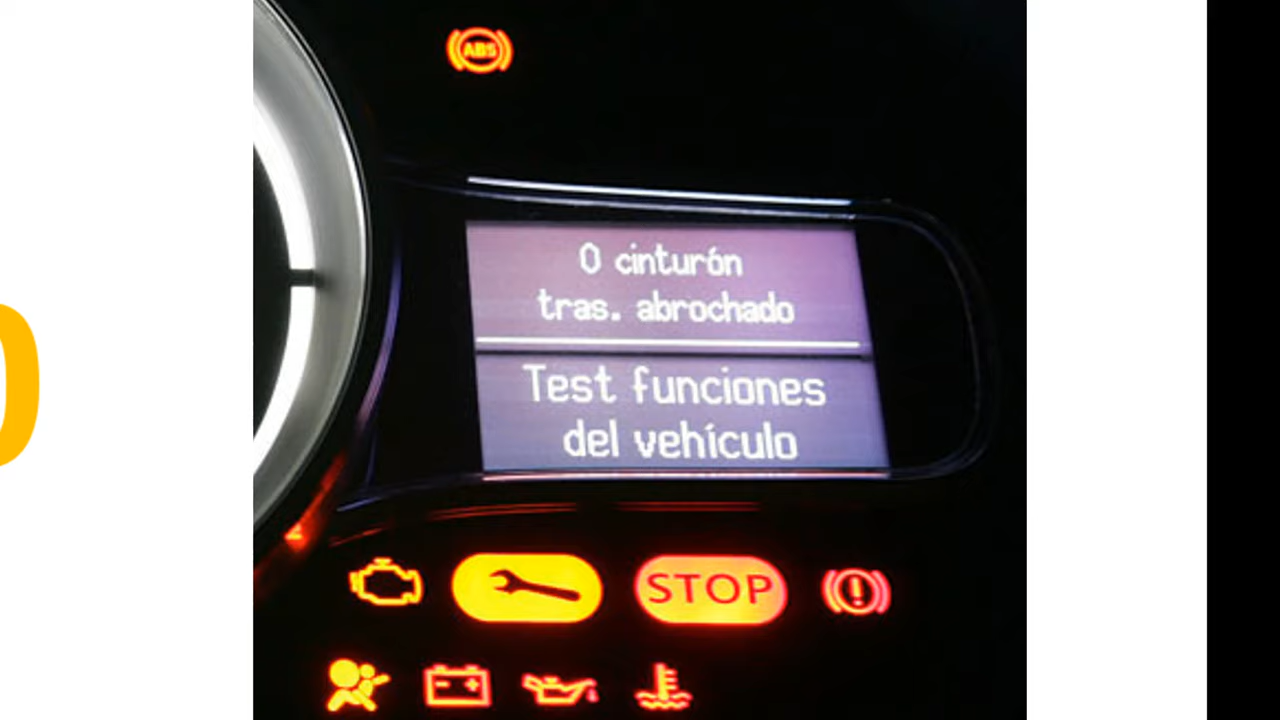 ABS
0 cinturón
tras. abrochado
Test funciones
del vehículo
STOP